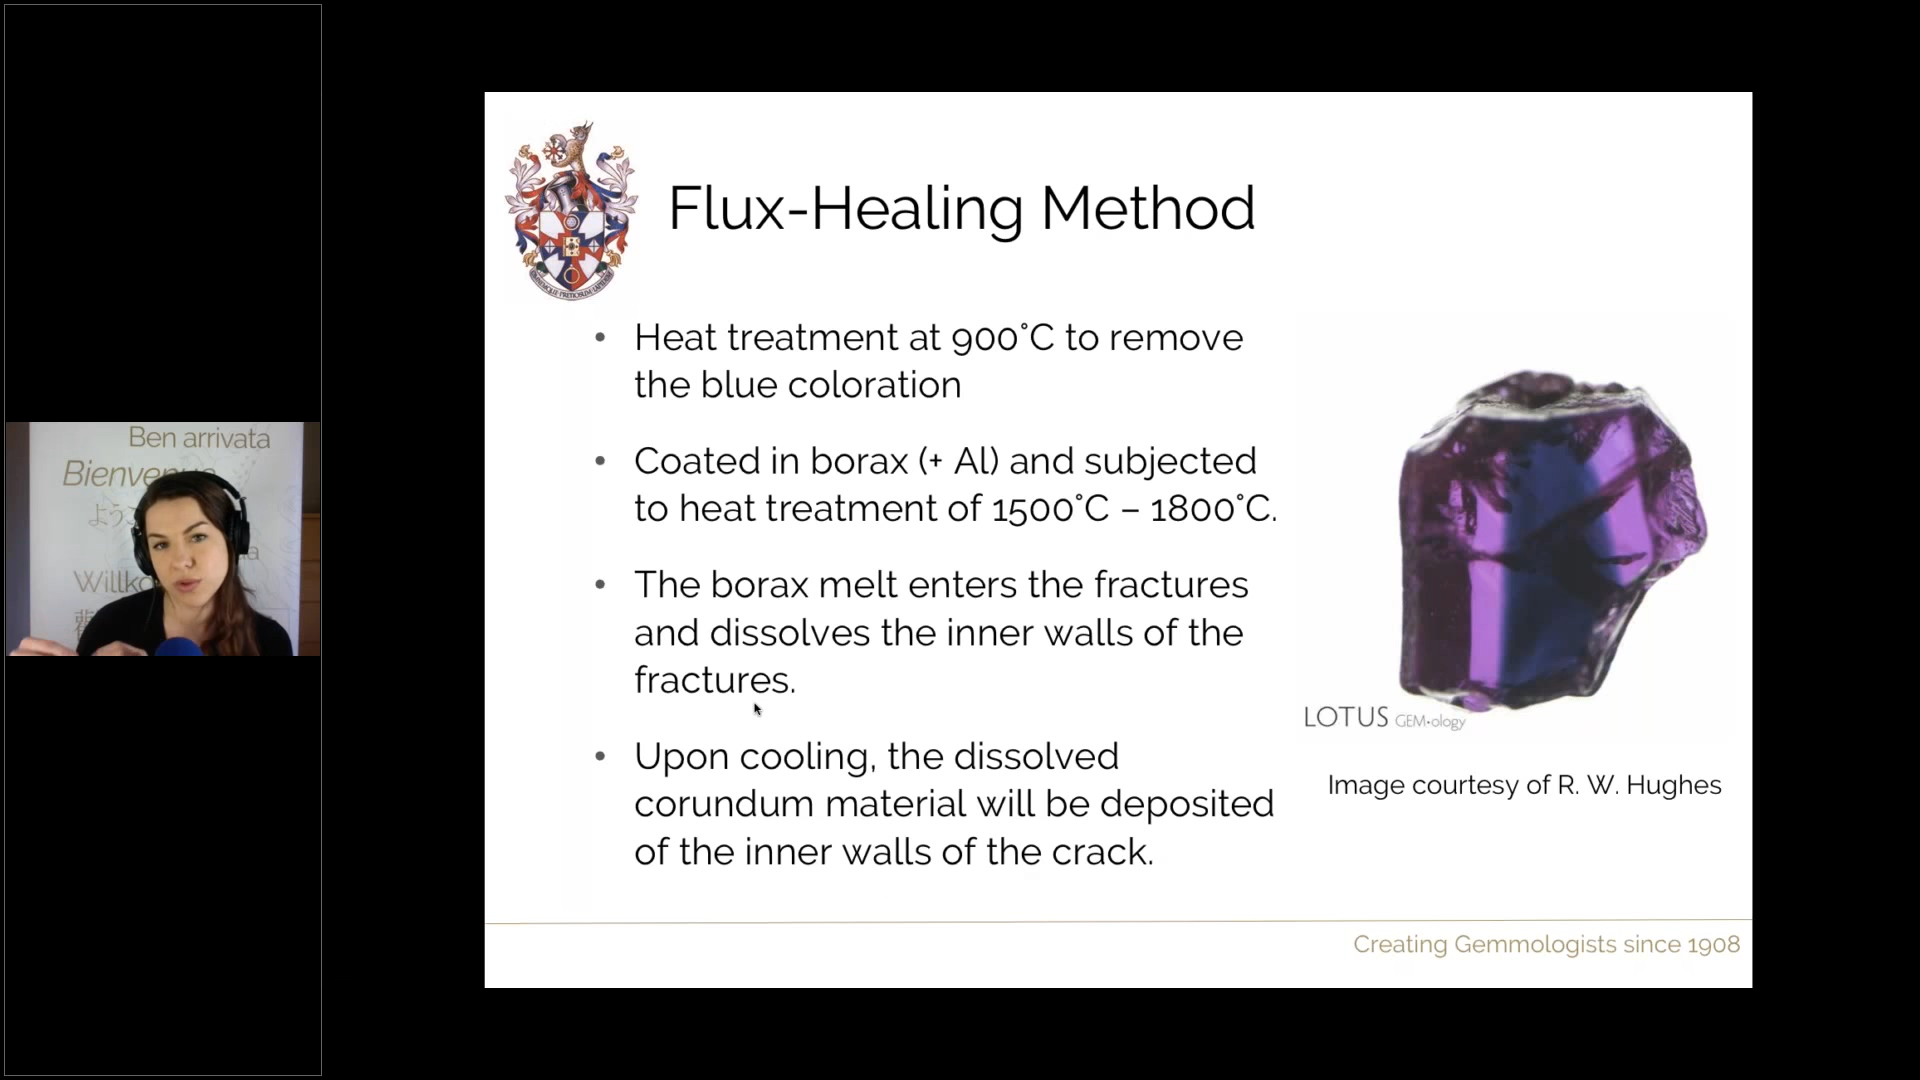 Ben arrivata
Flux-Healing Method
• Heat treatment at 900°C to remove
the blue coloration
• Coated in borax (+ Al) and subjected
to heat treatment of 1500°C – 1800°C.
• The borax melt enters the fractures
and dissolves the inner walls of the
fractures.
• Upon cooling, the dissolved
corundum material will be deposited
of the inner walls of the crack.
LOTUS GEM•ology
Image courtesy of R. W. Hughes
Creating Gemmologists since 1908